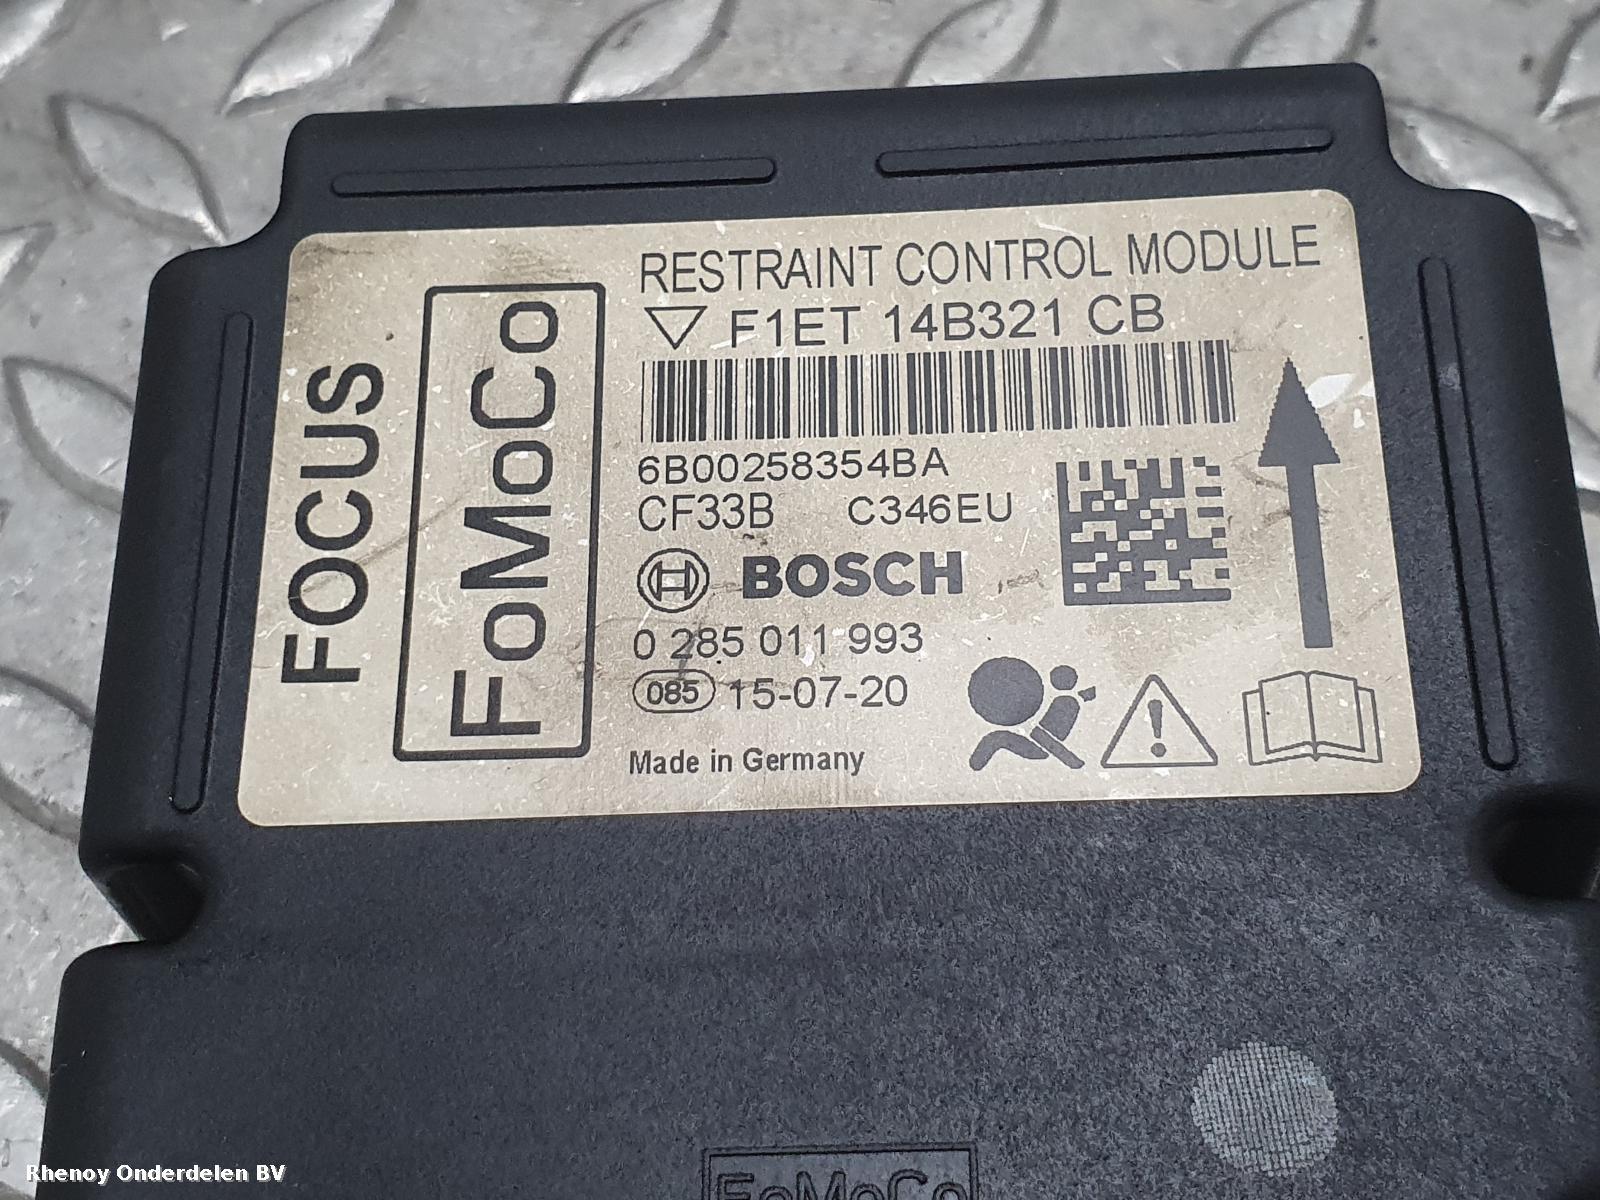 RESTRAINT CONTROL MODULE
F1ET 14B321 CB
6B00258354BA
CF33B C346EU
BOSCH
0 285 011 993
085 15-07-20
Made in Germany
FOCUS
FoMoCo
FoMoCo
Rhenoy Onderdelen BV